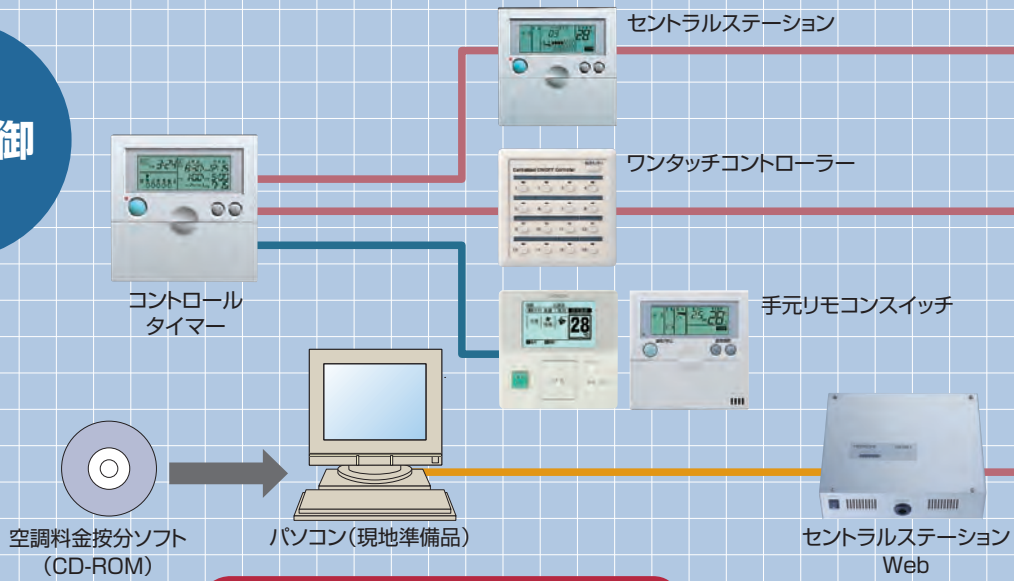 御
セントラルステーション
ワンタッチコントローラー
コントロール
タイマー
手元リモコンスイッチ
28
空調料金按分ソフト
(CD-ROM)
パソコン(現地準備品)
セントラルステーション
Web